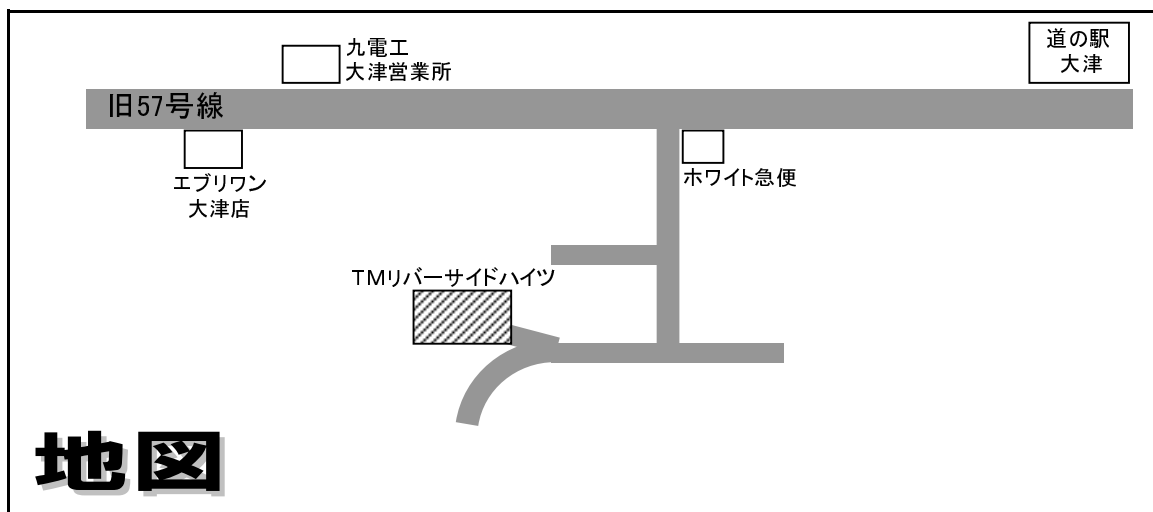 九電工
大津営業所
道の駅
大津
旧57号線
エブリワン
大津店
ホワイト急便
TMリバーサイドハイツ
地図